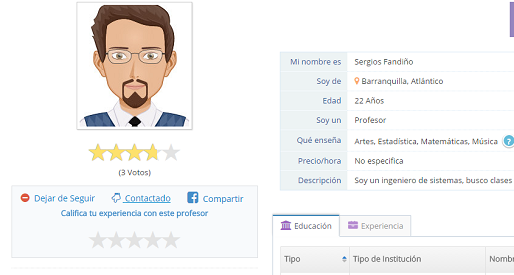 (3 Votos)
Dejar de Seguir Contactado Compartir
Califica tu experiencia con este profesor
Mi nombre es Sergios Fandiño
Soy de Barranquilla, Atlántico
Edad 22 Años
Soy un Profesor
Qué enseña Artes, Estadística, Matemáticas, Música ?
Precio/hora No especifica
Descripción Soy un ingeniero de sistemas, busco clases
Educación Experiencia
Tipo Tipo de Institución Nomb